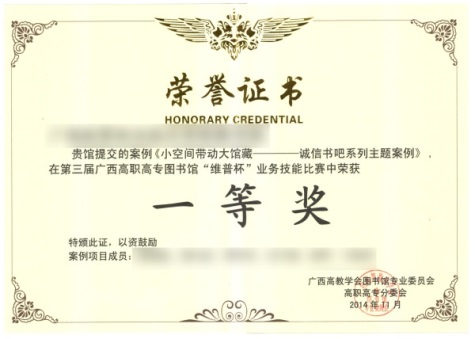 荣誉证书
HONORARY CREDENTIAL
贵馆提交的案例《小空间带动大馆藏————诚信书吧系列主题案例》,
在第三届广西高职高专图书馆“维普杯”业务技能比赛中荣获
一等奖
特颁此证，以资鼓励
案例项目成员：
广西高教学会图书馆专业委员会
高职高专分委会
2014年11月